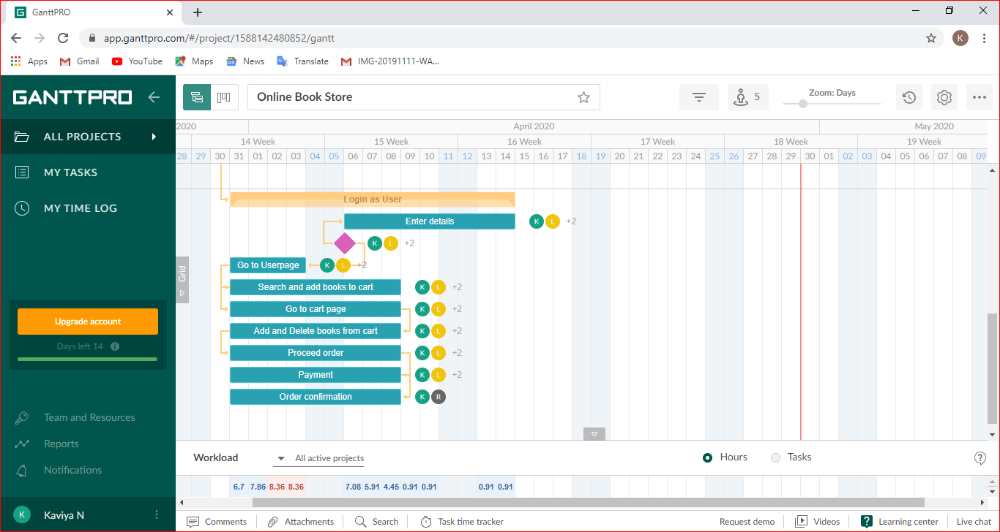 GanttPRO
app.ganttpro.com/#/project/1588142480852/gantt
K
Apps Gmail YouTube Maps News Translate IMG-20191111-WA...
GANTTPRO
Online Book Store
5
Zoom: Days
ALL PROJECTS
MY TASKS
MY TIME LOG
Upgrade account
Days left 14
Team and Resources
Reports
Notifications
K Kaviya N
2020 April 2020 May 2020
14 Week 15 Week 16 Week 17 Week 18 Week 19 Week
28 29 30 31 01 02 03 04 05 06 07 08 09 10 11 12 13 14 15 16 17 18 19 20 21 22 23 24 25 26 27 28 29 30 01 02 03 04 05 06 07 08 09
Grid
Login as User
Enter details K L +2
K L +2
Go to Userpage K L +2
Search and add books to cart K L +2
Go to cart page K L +2
Add and Delete books from cart K L +2
Proceed order K L +2
Payment K L +2
Order confirmation K R
Workload All active projects Hours Tasks
6.7 7.86 8.36 8.36 7.08 5.91 4.45 0.91 0.91 0.91 0.91
Comments Attachments Search Task time tracker Request demo Videos Learning center Live chat